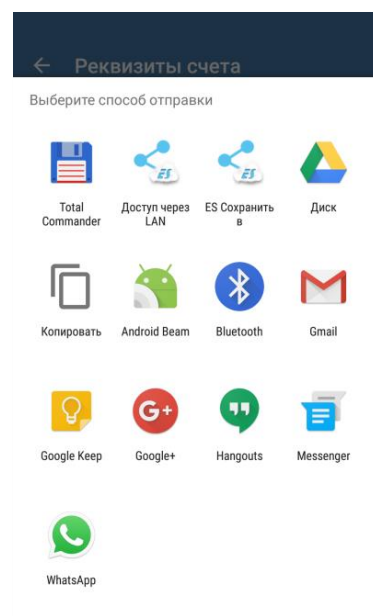 Реквизиты счета
Выберите способ отправки
Total Commander
Доступ через LAN
ES Сохранить в
Диск
Копировать
Android Beam
Bluetooth
Gmail
Google Keep
Google+
Hangouts
Messenger
WhatsApp